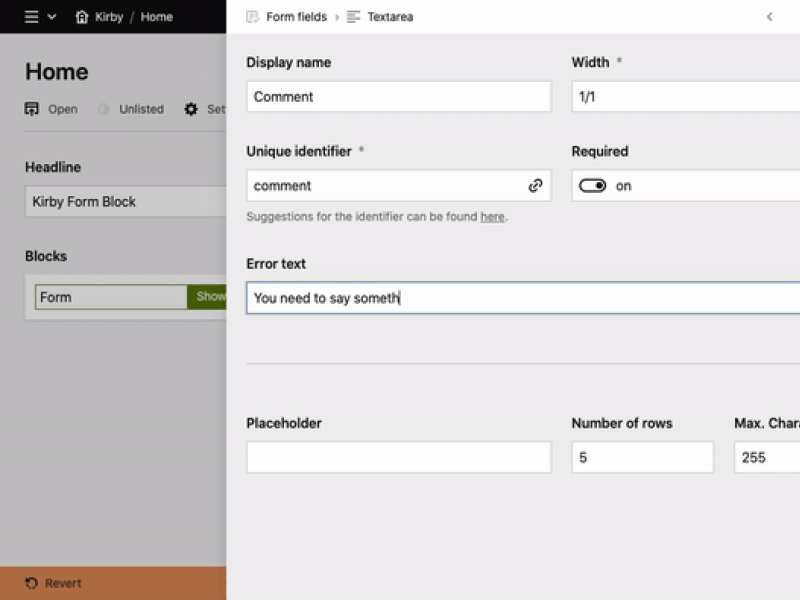 Kirby / Home
Form fields › Textarea
Home
Open Unlisted Set
Headline
Kirby Form Block
Blocks
Form Show
Revert
Display name
Comment
Width *
1/1
Unique identifier *
comment
Suggestions for the identifier can be found here.
Required
on
Error text
You need to say someth
Placeholder
Number of rows
5
Max. Chara
255